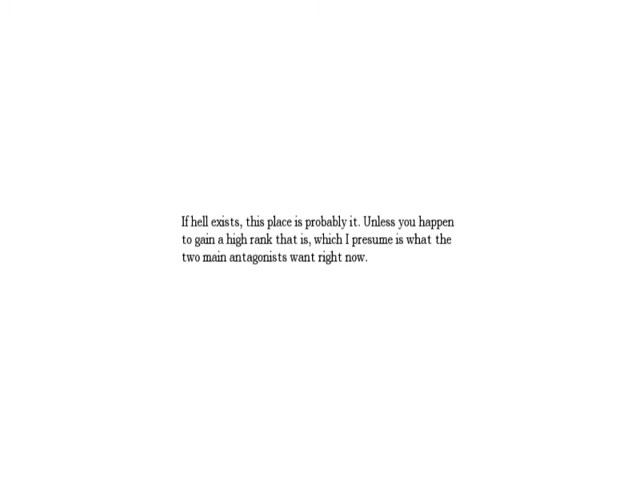 If hell exists, this place is probably it. Unless you happen
to gain a high rank that is, which I presume is what the
two main antagonists want right now.